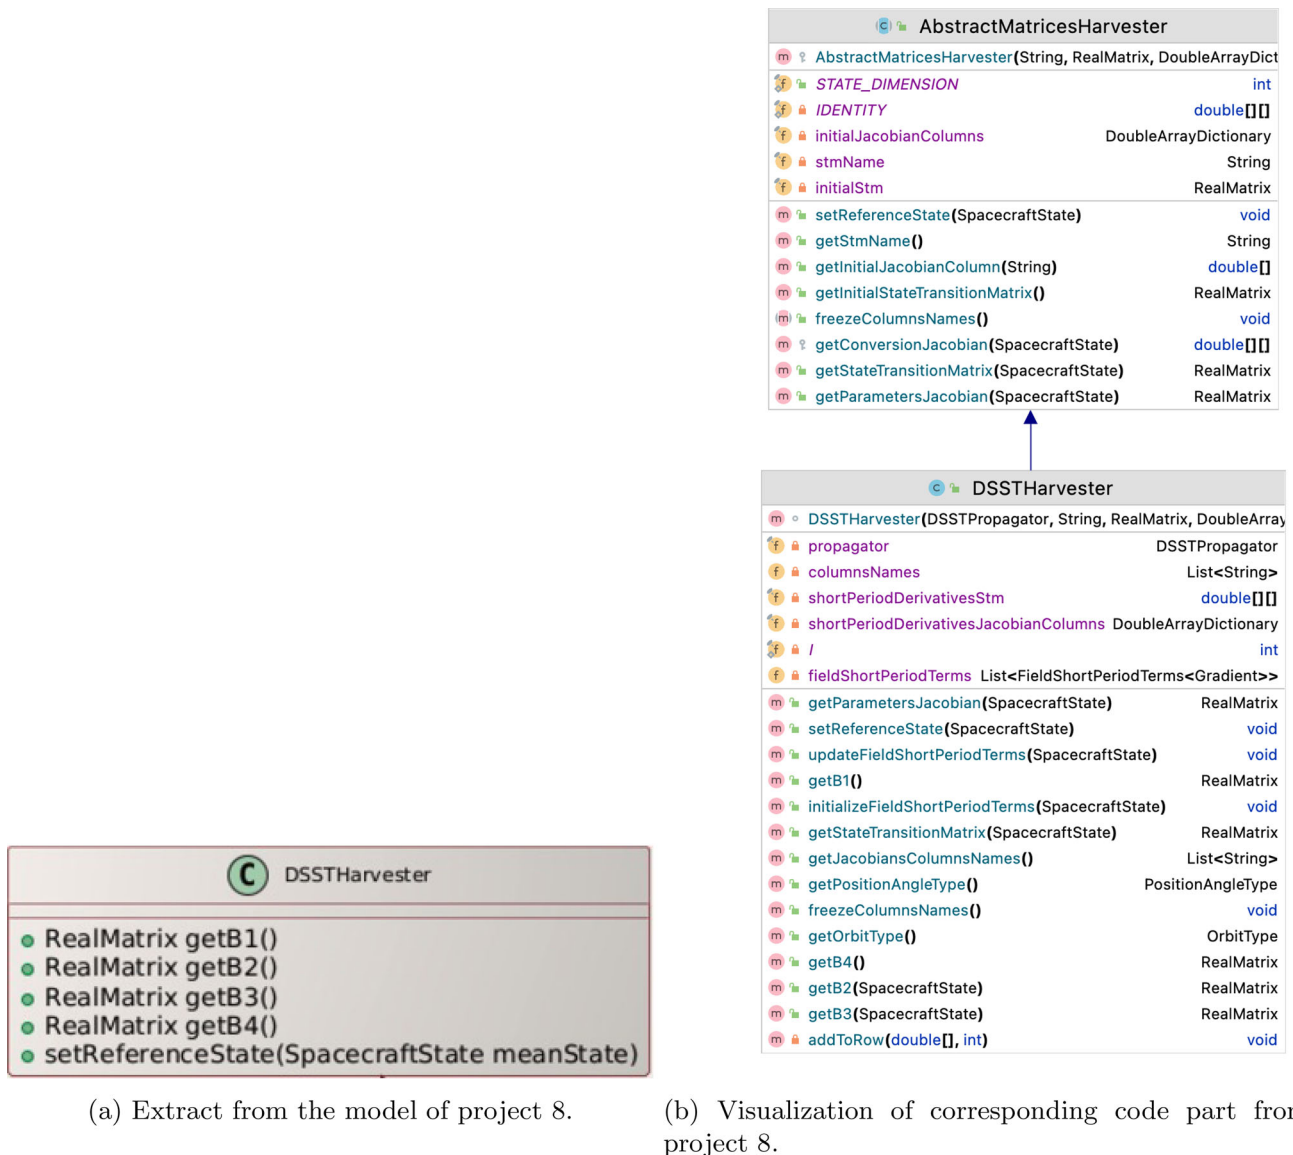 AbstractMatricesHarvester
AbstractMatricesHarvester(String, RealMatrix, DoubleArrayDict
STATE_DIMENSION int
IDENTITY double[][]
initialJacobianColumns DoubleArrayDictionary
stmName String
initialStm RealMatrix
setReferenceState(SpacecraftState) void
getStmName() String
getInitialJacobianColumn(String) double[]
getInitialStateTransitionMatrix() RealMatrix
freezeColumnsNames() void
getConversionJacobian(SpacecraftState) double[][]
getStateTransitionMatrix(SpacecraftState) RealMatrix
getParametersJacobian(SpacecraftState) RealMatrix
DSSTHarvester
DSSTHarvester(DSSTPropagator, String, RealMatrix, DoubleArray
propagator DSSTPropagator
columnsNames List<String>
shortPeriodDerivativesStm double[][]
shortPeriodDerivativesJacobianColumns DoubleArrayDictionary
I int
fieldShortPeriodTerms List<FieldShortPeriodTerms<Gradient>>
getParametersJacobian(SpacecraftState) RealMatrix
setReferenceState(SpacecraftState) void
updateFieldShortPeriodTerms(SpacecraftState) void
getB1() RealMatrix
initializeFieldShortPeriodTerms(SpacecraftState) void
getStateTransitionMatrix(SpacecraftState) RealMatrix
getJacobiansColumnsNames() List<String>
getPositionAngleType() PositionAngleType
freezeColumnsNames() void
getOrbitType() OrbitType
getB4() RealMatrix
getB2(SpacecraftState) RealMatrix
getB3(SpacecraftState) RealMatrix
addToRow(double[], int) void
C DSSTHarvester
RealMatrix getB1()
RealMatrix getB2()
RealMatrix getB3()
RealMatrix getB4()
setReferenceState(SpacecraftState meanState)
(a) Extract from the model of project 8.
(b) Visualization of corresponding code part from
project 8.